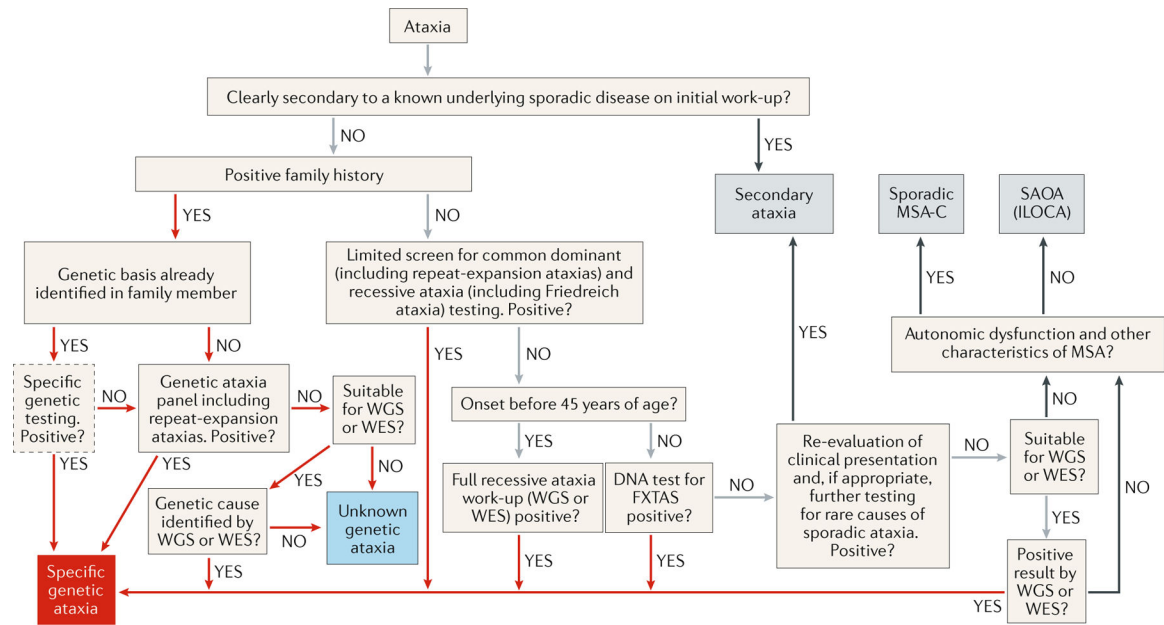 Ataxia
Clearly secondary to a known underlying sporadic disease on initial work-up?
NO
YES
Positive family history
YES
NO
Secondary
ataxia
Sporadic
MSA-C
SAOA
(ILOCA)
Genetic basis already
identified in family member
Limited screen for common dominant
(including repeat-expansion ataxias) and
recessive ataxia (including Friedreich
ataxia) testing. Positive?
YES
NO
YES
NO
YES
NO
YES
Autonomic dysfunction and other
characteristics of MSA?
Specific
genetic
testing.
Positive?
NO
Genetic ataxia
panel including
repeat-expansion
ataxias. Positive?
NO
Suitable
for WGS
or WES?
Onset before 45 years of age?
NO
NO
YES
YES
YES
NO
YES
NO
Re-evaluation of
clinical presentation
and, if appropriate,
further testing
for rare causes of
sporadic ataxia.
Positive?
NO
Suitable
for WGS
or WES?
Genetic cause
identified by
WGS or WES?
NO
Unknown
genetic
ataxia
Full recessive ataxia
work-up (WGS or
WES) positive?
DNA test for
FXTAS
positive?
NO
YES
Specific
genetic
ataxia
YES
YES
YES
YES
Positive
result by
WGS or
WES?